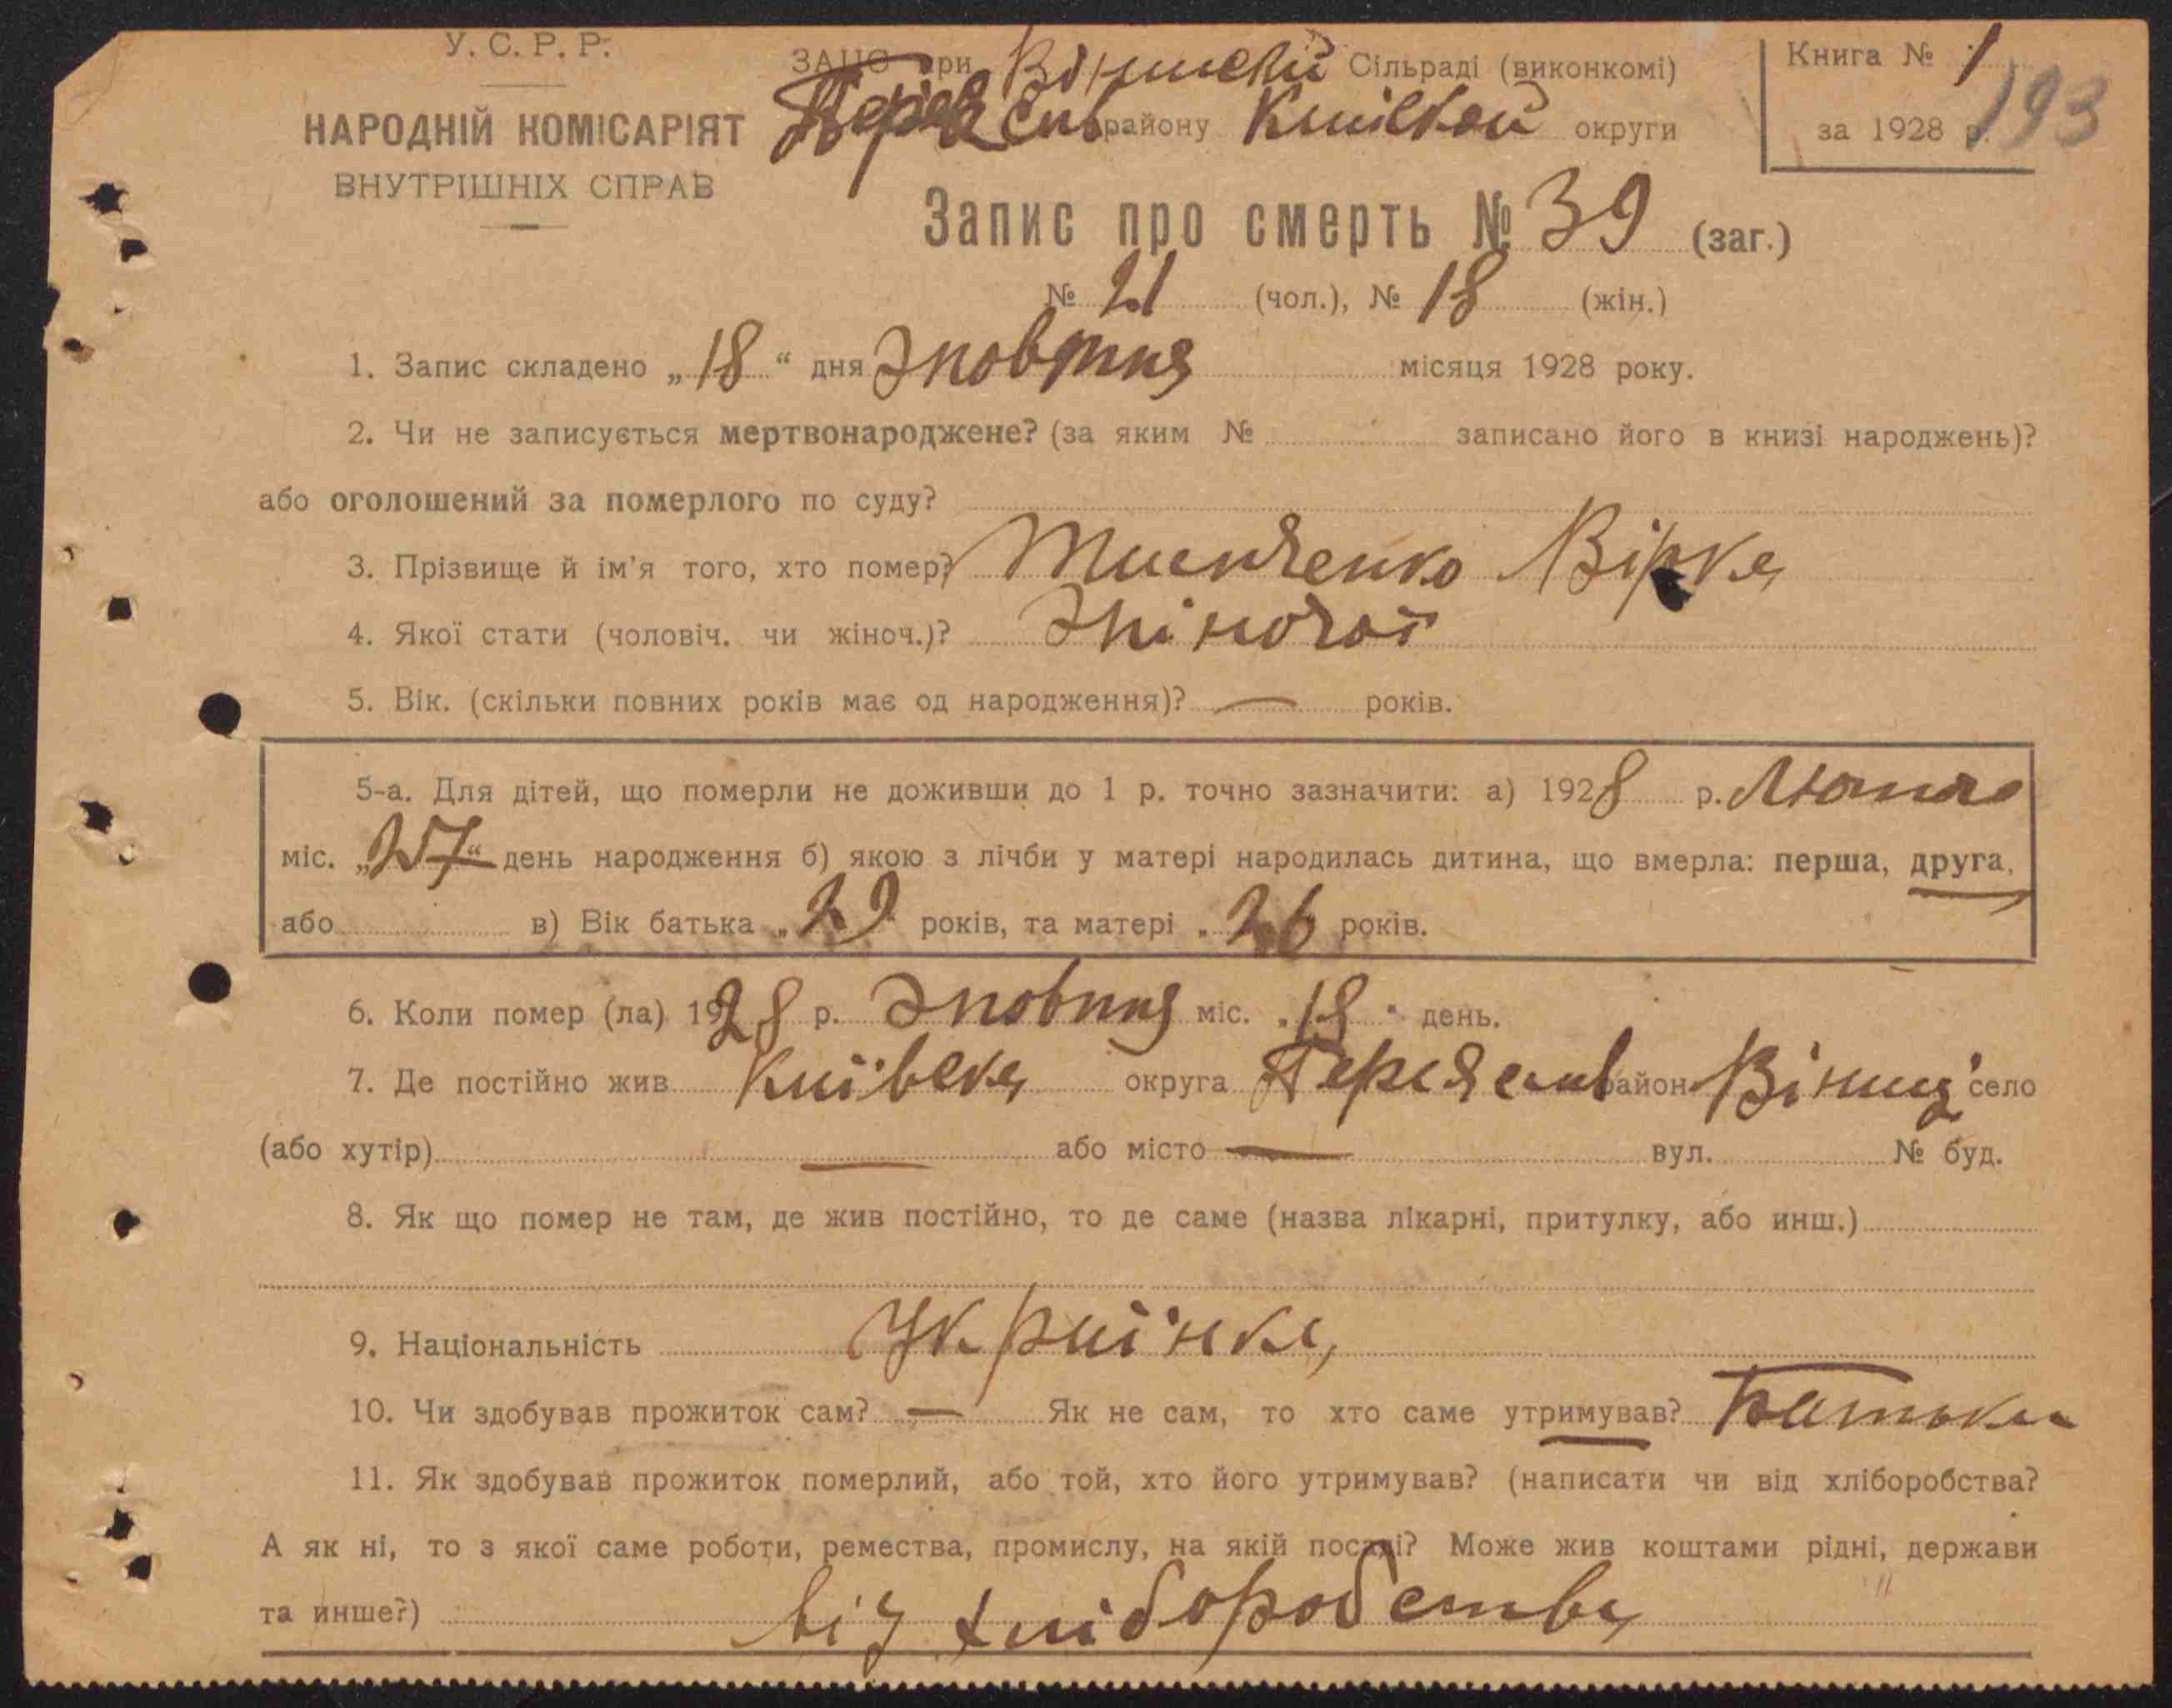 У. С. Р. Р.
НАРОДНІЙ КОМІСАРІЯТ
ВНУТРІШНІХ СПРАВ
ЗАЦС при Сільраді (виконкомі)
району округи
Книга № 1
за 1928 р.
193
Запис про смерть № 39 (заг.)
№ 21 (чол.), № 18 (жін.)
1. Запис складено „18“ дня Жовтня місяця 1928 року.
2. Чи не записується мертвонароджене? (за яким № записано його в книзі народжень)?
або оголошений за померлого по суду?
3. Прізвище й ім'я того, хто помер? Вірка
4. Якої стати (чоловіч. чи жіноч.)? Жіночої
5. Вік. (скільки повних років має од народження)? — років.
5-а. Для дітей, що померли не доживши до 1 р. точно зазначити: а) 1928 р. Лютого
міс. „27“ день народження б) якою з лічби у матері народилась дитина, що вмерла: перша, друга,
або в) Вік батька „29“ років, та матері „26 років.
6. Коли помер (ла) 1928 р. Жовтня міс. „18“ день.
7. Де постійно жив Київська округа Переяслів район село
(або хутір) — або місто — вул. № буд.
8. Як що помер не там, де жив постійно, то де саме (назва лікарні, притулку, або инш.)
9. Національність Україінка
10. Чи здобував прожиток сам? — Як не сам, то хто саме утримував? Батько
11. Як здобував прожиток померлий, або той, хто його утримував? (написати чи від хліборобства?
А як ні, то з якої саме роботи, ремества, промислу, на якій посаді? Може жив коштами рідні, держави
та инше?) від хліборобства